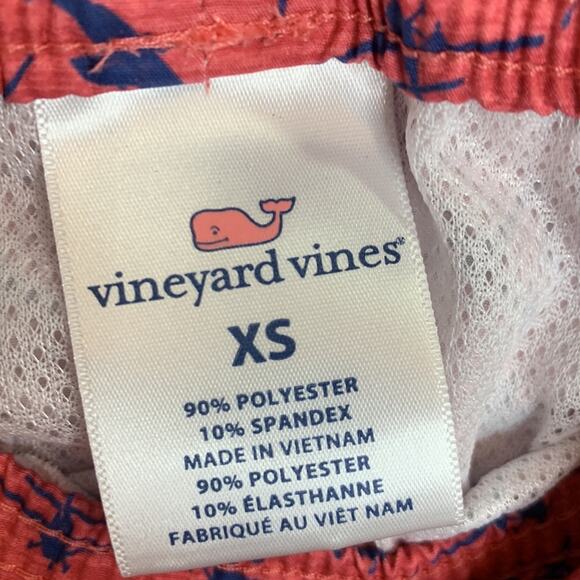 vineyard vines®
XS
90% POLYESTER
10% SPANDEX
MADE IN VIETNAM
90% POLYESTER
10% ÉLASTHANNE
FABRIQUÉ AU VIÊT NAM